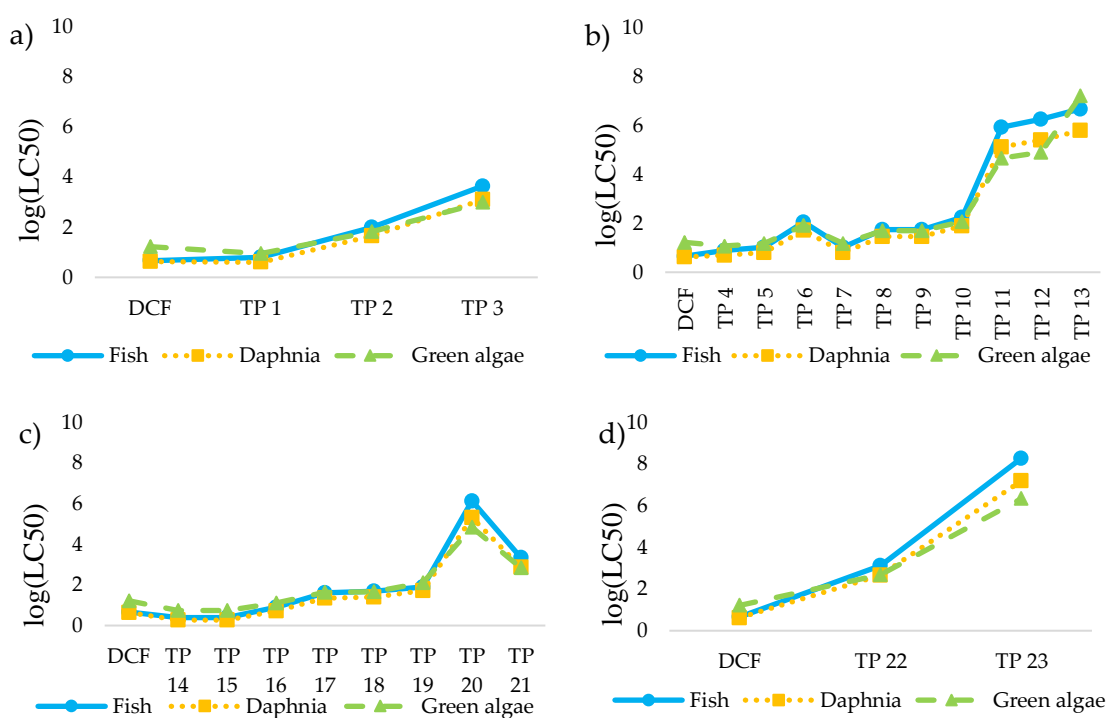 a)
log(LC50)
10
8
6
4
2
0
DCF TP 1 TP 2 TP 3
Fish Daphnia Green algae
b)
log(LC50)
10
8
6
4
2
0
DCF TP 4 TP 5 TP 6 TP 7 TP 8 TP 9 TP 10 TP 11 TP 12 TP 13
Fish Daphnia Green algae
c)
log(LC50)
10
8
6
4
2
0
DCF TP TP TP TP TP TP TP TP
14 15 16 17 18 19 20 21
Fish Daphnia Green algae
d)
log(LC50)
10
8
6
4
2
0
DCF TP 22 TP 23
Fish Daphnia Green algae